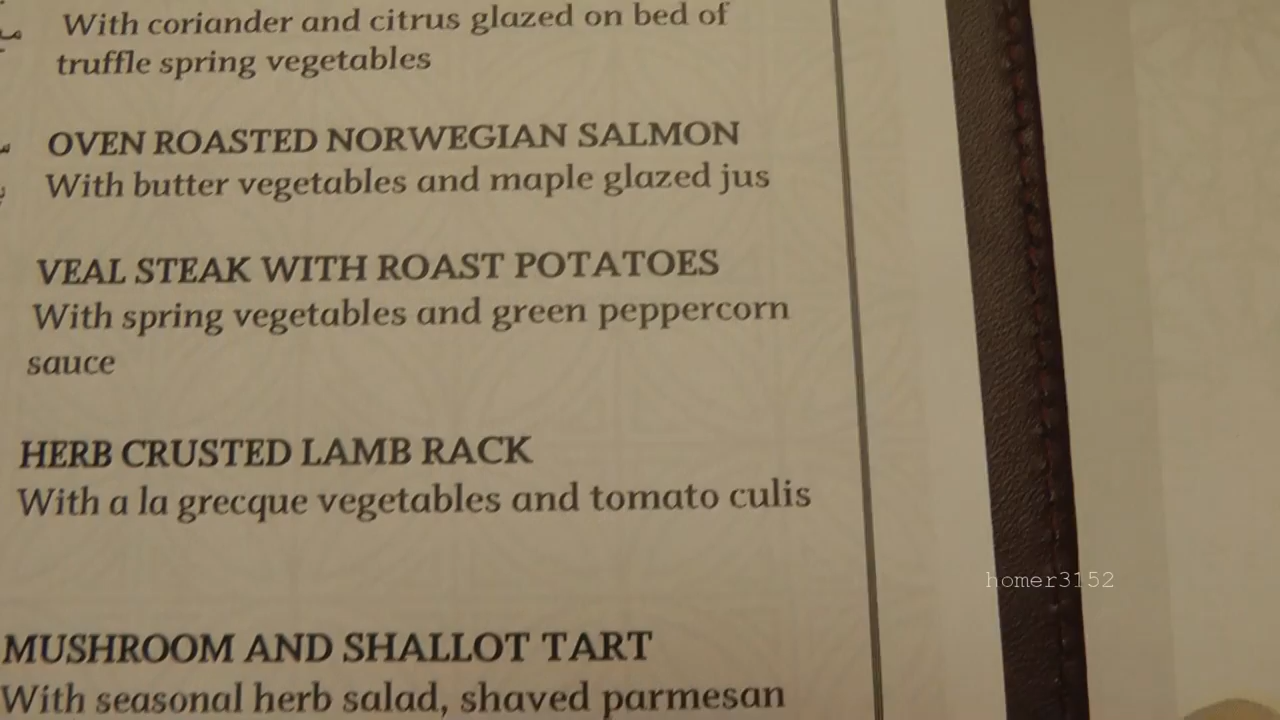 With coriander and citrus glazed on bed of
truffle spring vegetables
OVEN ROASTED NORWEGIAN SALMON
With butter vegetables and maple glazed jus
VEAL STEAK WITH ROAST POTATOES
With spring vegetables and green peppercorn
sauce
HERB CRUSTED LAMB RACK
With a la grecque vegetables and tomato culis
homer3152
MUSHROOM AND SHALLOT TART
With seasonal herb salad, shaved parmesan